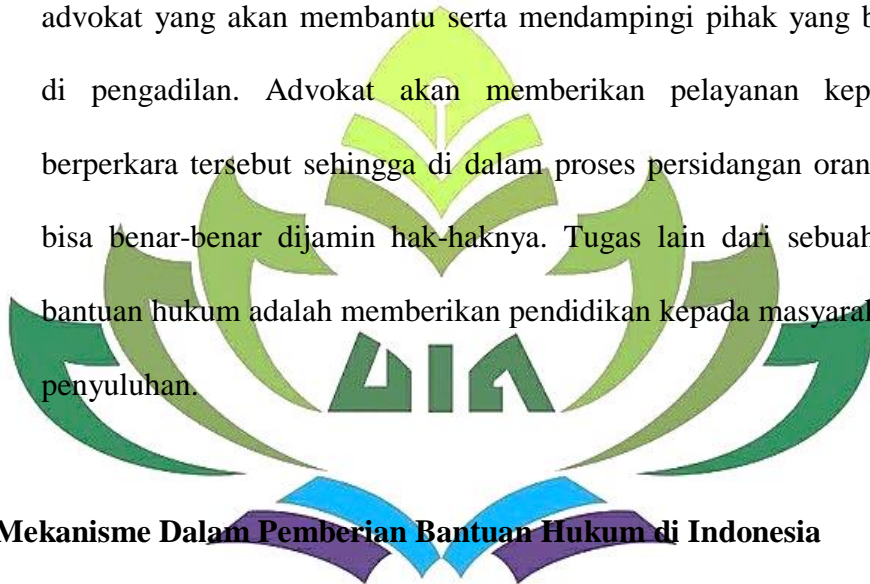 advokat yang akan membantu serta mendampingi pihak yang b
di pengadilan. Advokat akan memberikan pelayanan kep
berperkara tersebut sehingga di dalam proses persidangan oran
bisa benar-benar dijamin hak-haknya. Tugas lain dari sebuah
bantuan hukum adalah memberikan pendidikan kepada masyaral
penyuluhan.
UIN
Mekanisme Dalam Pemberian Bantuan Hukum di Indonesia